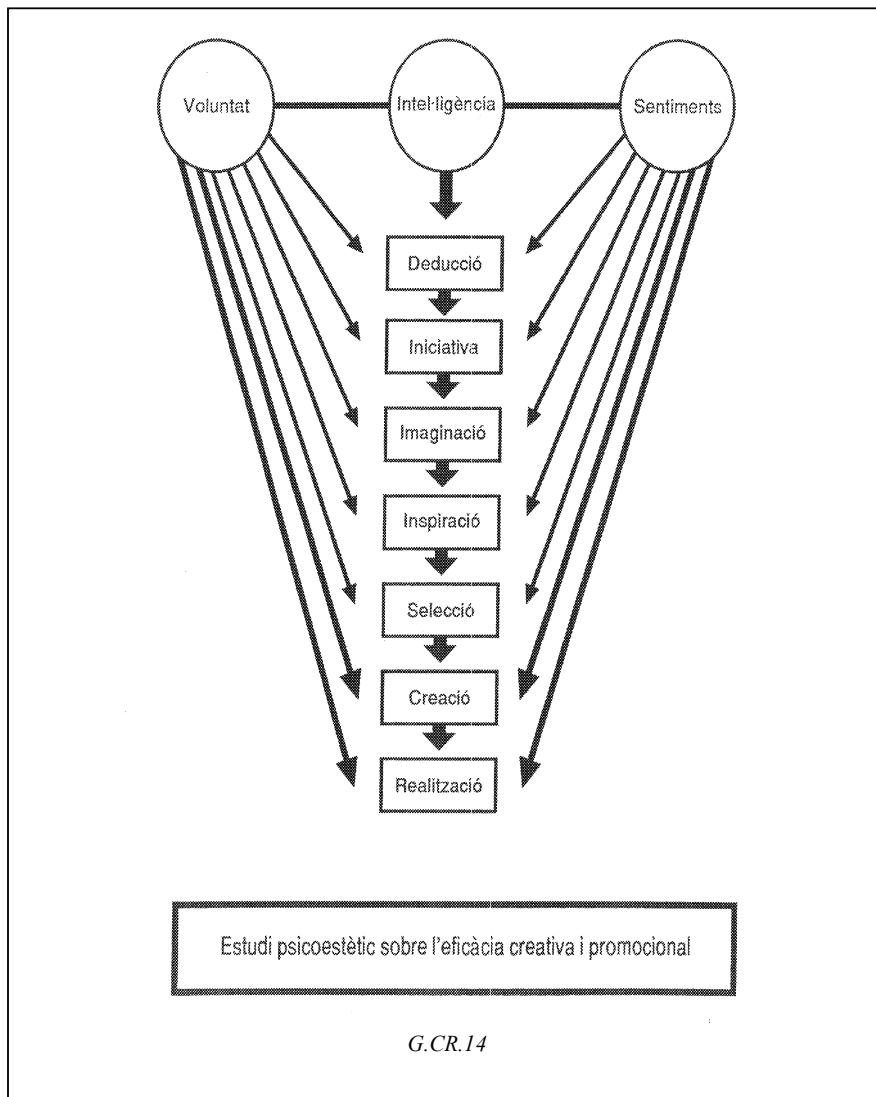 Voluntat
Intel·ligència
Sentiments
Deducció
Iniciativa
Imaginació
Inspiració
Selecció
Creació
Realització
Estudi psicoestètic sobre l'eficàcia creativa i promocional
G.CR.14